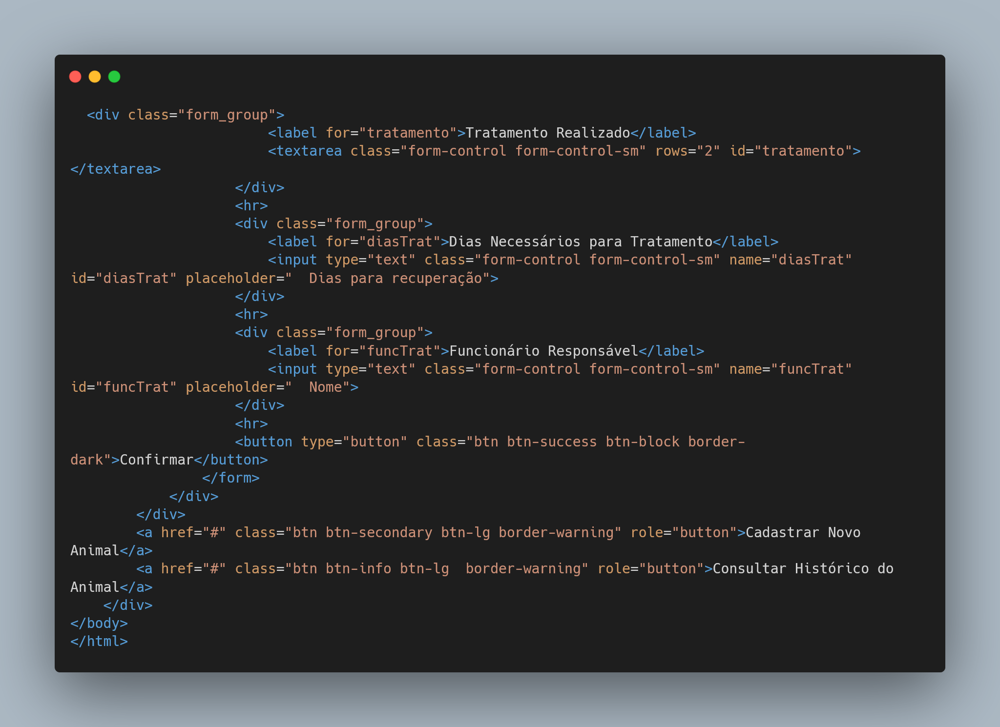 <div class="form_group">
<label for="tratamento">Tratamento Realizado</label>
<textarea class="form-control form-control-sm" rows="2" id="tratamento">
</textarea>
</div>
<hr>
<div class="form_group">
<label for="diasTrat">Dias Necessários para Tratamento</label>
<input type="text" class="form-control form-control-sm" name="diasTrat"
id="diasTrat" placeholder="  Dias para recuperação">
</div>
<hr>
<div class="form_group">
<label for="funcTrat">Funcionário Responsável</label>
<input type="text" class="form-control form-control-sm" name="funcTrat"
id="funcTrat" placeholder="  Nome">
</div>
<hr>
<button type="button" class="btn btn-success btn-block border-
dark">Confirmar</button>
</form>
</div>
</div>
<a href="#" class="btn btn-secondary btn-lg border-warning" role="button">Cadastrar Novo
Animal</a>
<a href="#" class="btn btn-info btn-lg  border-warning" role="button">Consultar Histórico do
Animal</a>
</div>
</body>
</html>